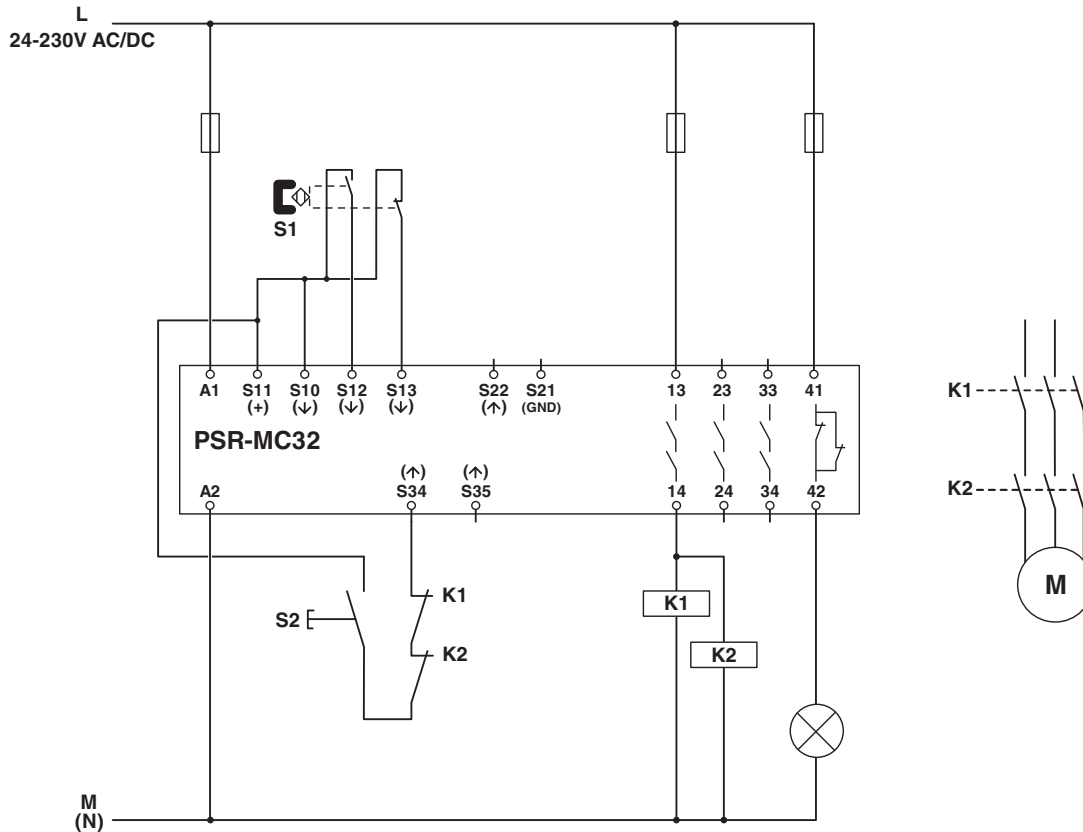 L
24-230V AC/DC
S1
A1 S11 S10 S12 S13 S22 S21 13 23 33 41
(+) (↓) (↓) (↓) (↑) (GND)
PSR-MC32
(↑) (↑)
A2 S34 S35 14 24 34 42
K1
K2
M
S2
K1
K2
K1
K2
M
(N)